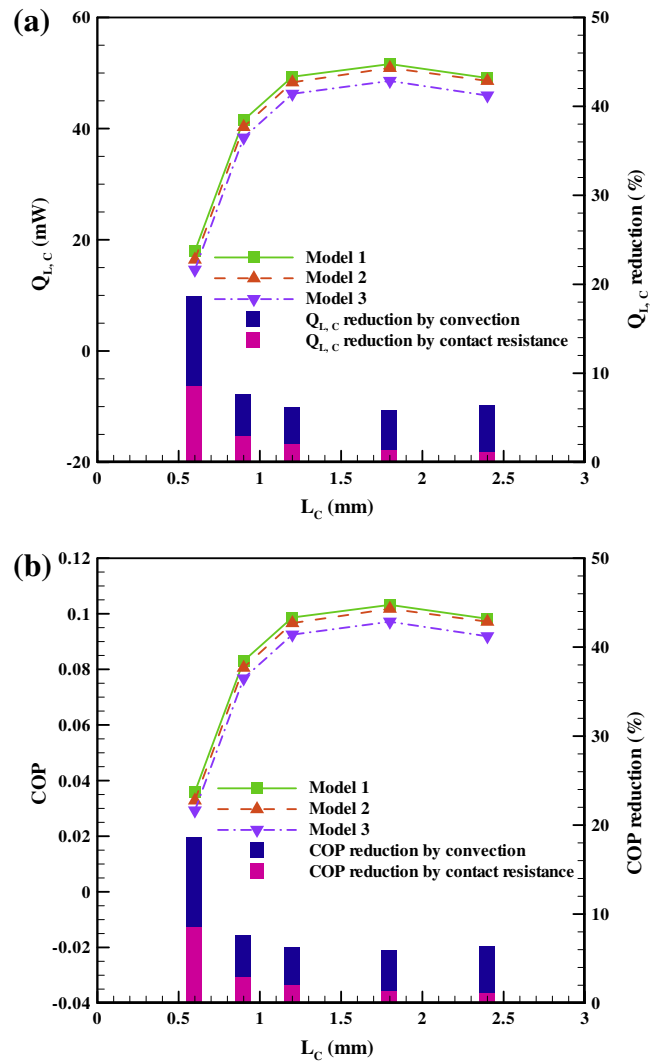 (a)
60
40
20
0
-20
Q_L, C (mW)
50
40
30
20
10
0
Q_L, C reduction (%)
Model 1
Model 2
Model 3
Q_L, C reduction by convection
Q_L, C reduction by contact resistance
0 0.5 1 1.5 2 2.5 3
L_C (mm)
(b)
0.12
0.1
0.08
0.06
0.04
0.02
0
-0.02
-0.04
COP
50
40
30
20
10
0
COP reduction (%)
Model 1
Model 2
Model 3
COP reduction by convection
COP reduction by contact resistance
0 0.5 1 1.5 2 2.5 3
L_C (mm)